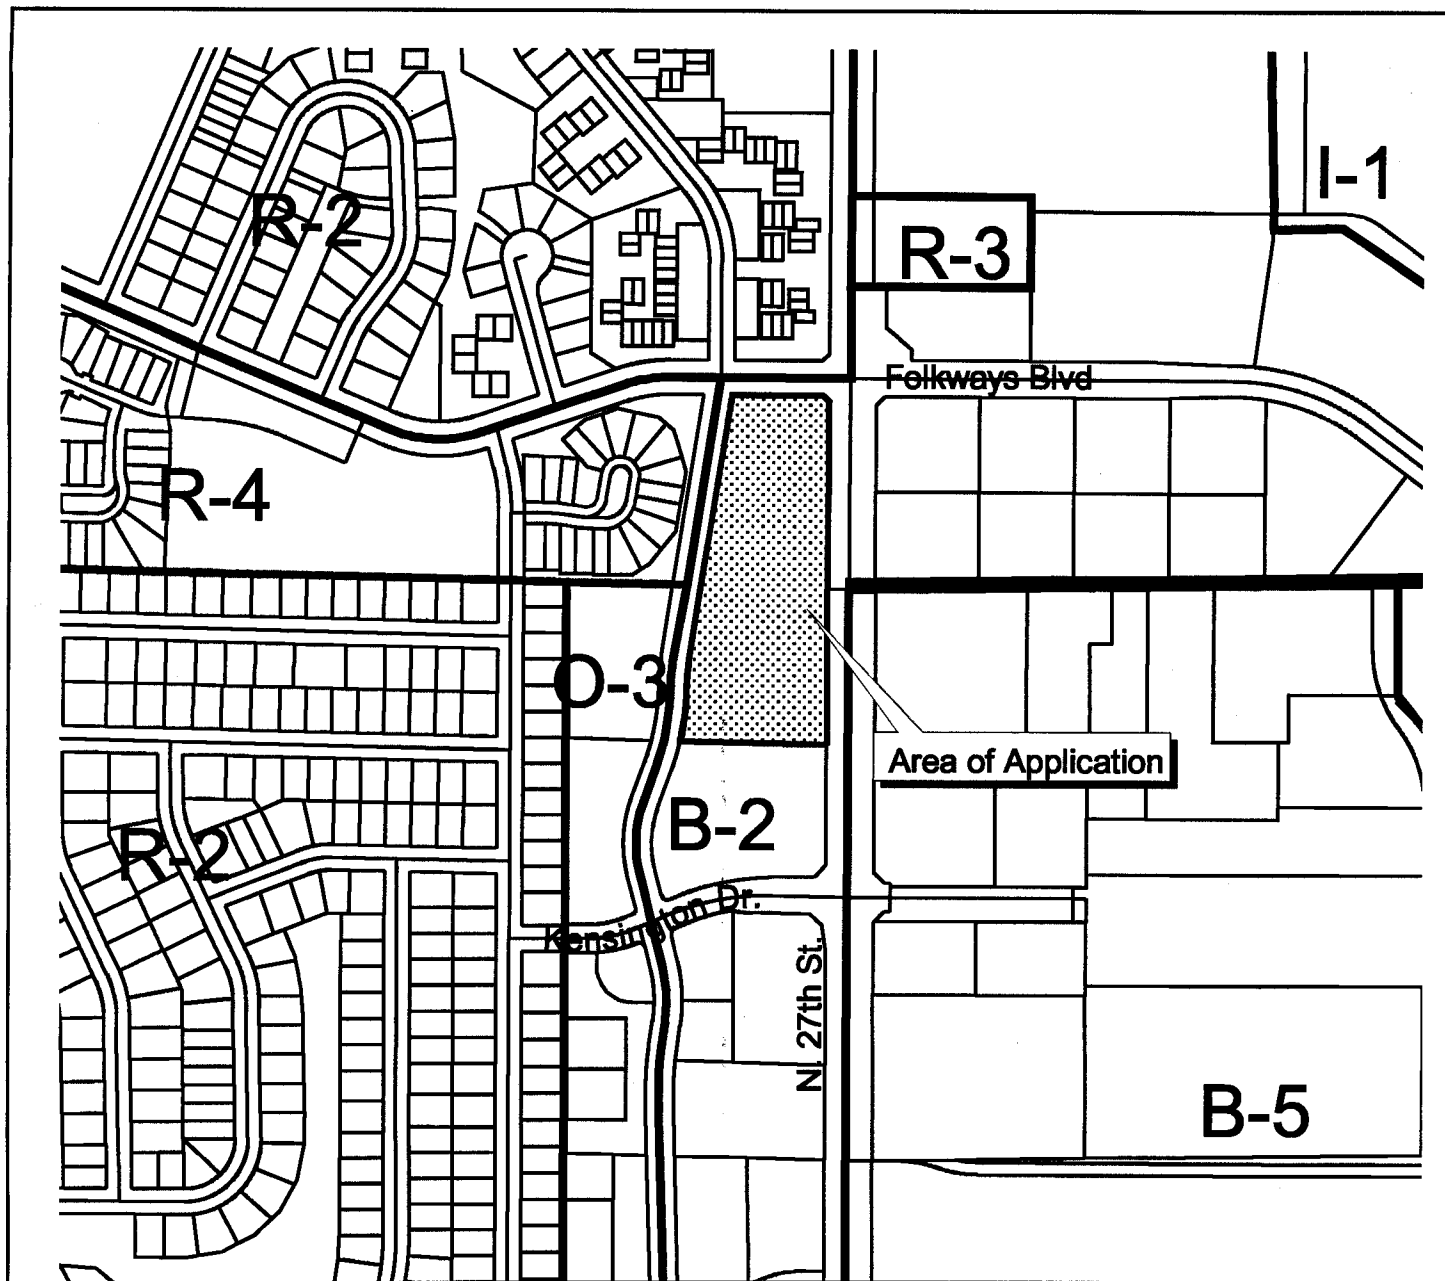 I-1
R-2
R-3
Folkways Blvd
R-4
O-3
Area of Application
B-2
R-2
Kensington Dr.
N. 27th St.
B-5